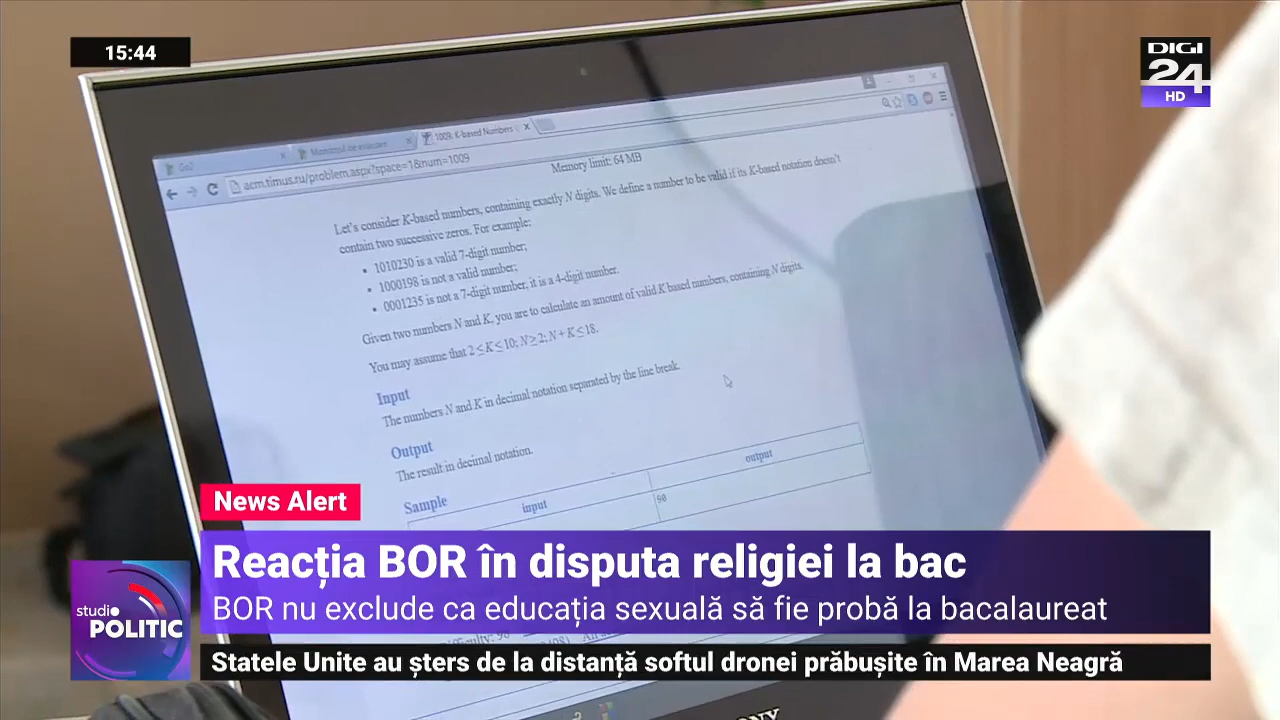 15:44
DIGI
24
HD
1009. K-based Numbers
acm.timus.ru/problem.aspx?space=1&num=1009
Memory limit: 64 MB
Let's consider K-based numbers, containing exactly N digits. We define a number to be valid if its K-based notation doesn't
contain two successive zeros. For example:
• 1010230 is a valid 7-digit number;
• 1000198 is not a valid number;
• 0001235 is not a 7-digit number, it is a 4-digit number.
Given two numbers N and K, you are to calculate an amount of valid K based numbers, containing N digits.
You may assume that 2 ≤ K ≤ 10; N ≥ 2; N + K ≤ 18.
Input
The numbers N and K in decimal notation separated by the line break.
Output
The result in decimal notation.
Sample
input
output
90
News Alert
Reacția BOR în disputa religiei la bac
BOR nu exclude ca educația sexuală să fie probă la bacalaureat
studio
POLITIC
Statele Unite au șters de la distanță softul dronei prăbușite în Marea Neagră